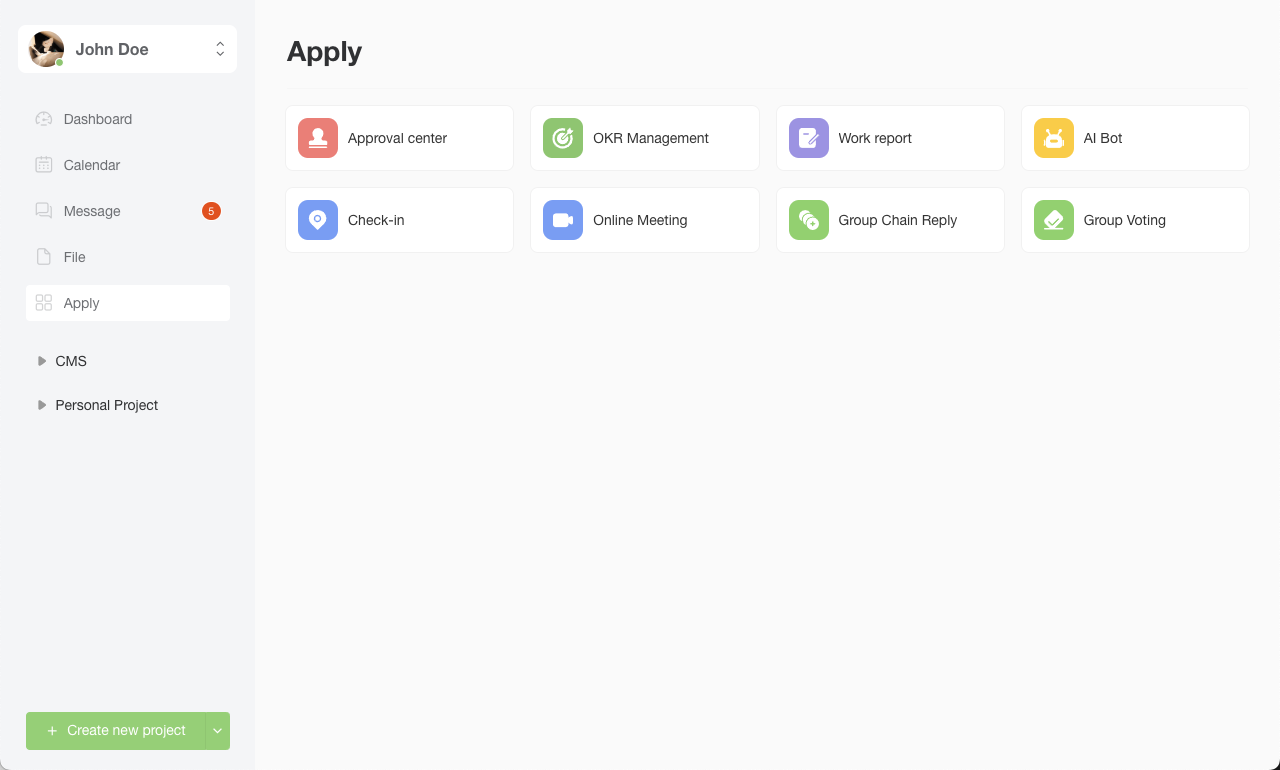 John Doe
Dashboard
Calendar
Message
5
File
Apply
CMS
Personal Project
Create new project
Apply
Approval center
OKR Management
Work report
AI Bot
Check-in
Online Meeting
Group Chain Reply
Group Voting